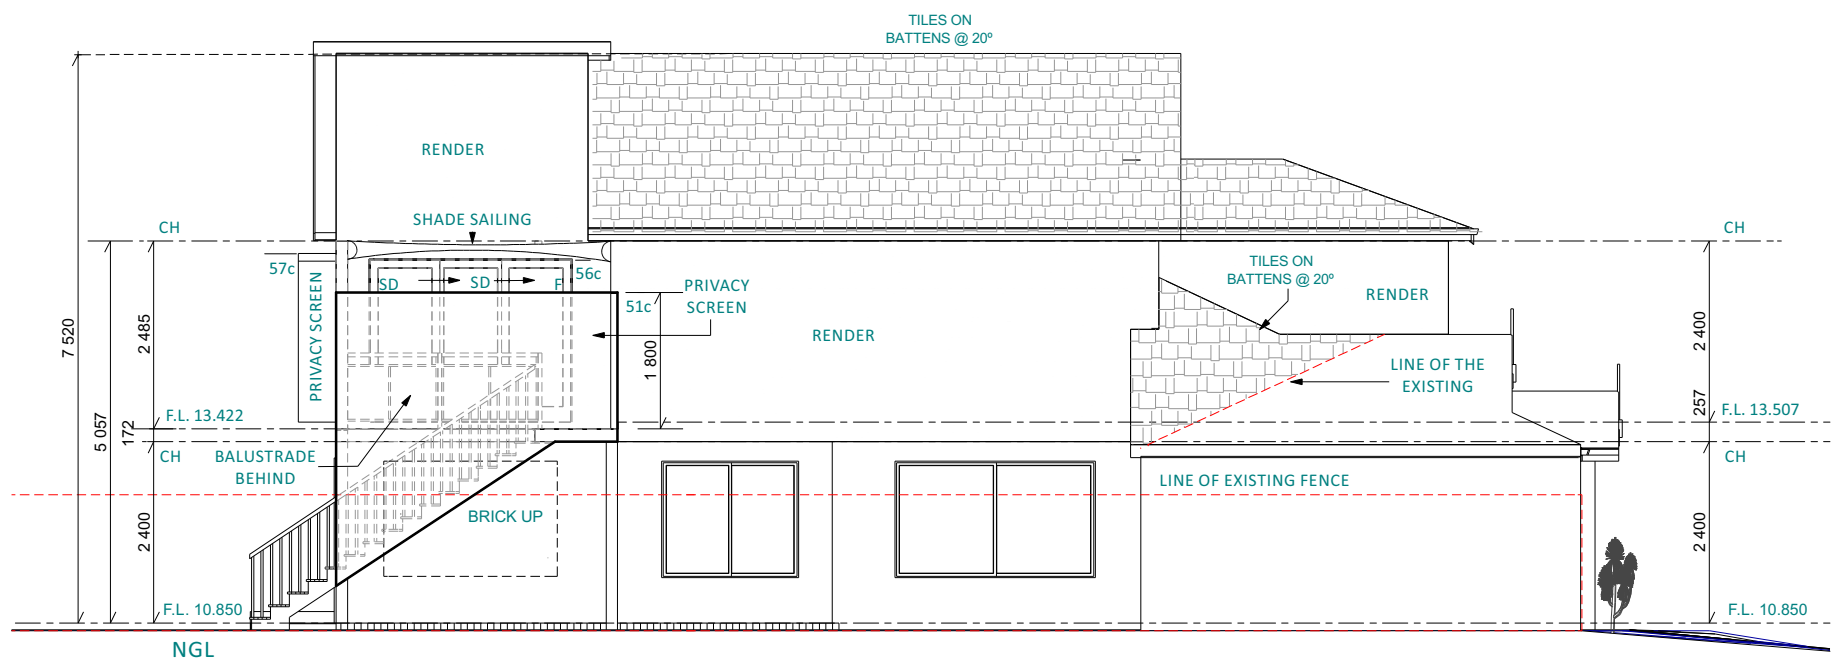 TILES ON
BATTENS @ 20º
RENDER
SHADE SAILING
CH
CH
57c
SD
SD
F
56c
TILES ON
BATTENS @ 20º
PRIVACY
SCREEN
51c
RENDER
PRIVACY SCREEN
7 520
2 485
1 800
RENDER
2 400
LINE OF THE
EXISTING
257
F.L. 13.422
F.L. 13.507
5 057
172
CH
BALUSTRADE
BEHIND
CH
LINE OF EXISTING FENCE
BRICK UP
2 400
2 400
F.L. 10.850
F.L. 10.850
NGL